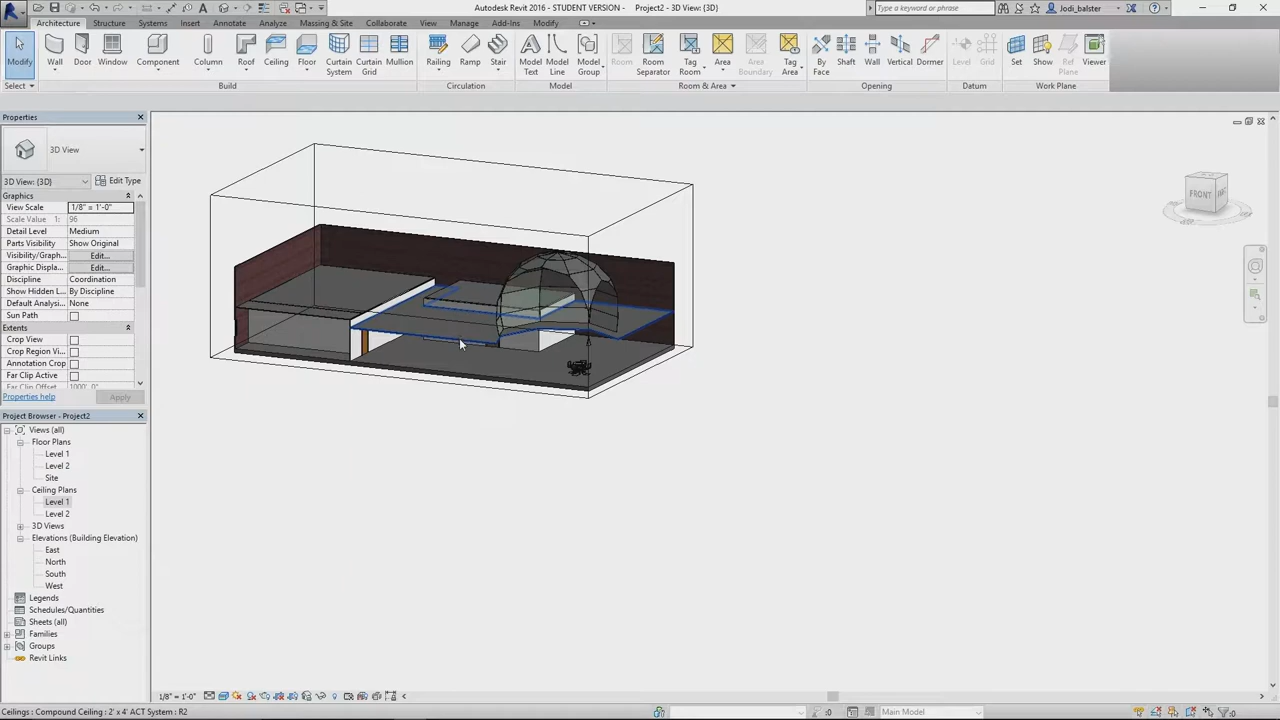 Autodesk Revit 2016 - STUDENT VERSION - Project2 - 3D View: {3D}
Type a keyword or phrase
Jodi_balster
Architecture Structure Systems Insert Annotate Analyze Massing & Site Collaborate View Manage Add-Ins Modify
Modify Wall Door Window Component Column Roof Ceiling Floor Curtain System Curtain Grid Mullion Railing Ramp Stair Model Text Model Line Model Group Room Room Separator Tag Room Area Area Boundary Tag Area By Face Shaft Wall Vertical Dormer Level Grid Set Show Ref Plane Viewer
Select Build Circulation Model Room & Area Opening Datum Work Plane
Properties
3D View
3D View: {3D} Edit Type
Graphics
View Scale 1/8" = 1'-0"
Scale Value 1: 96
Detail Level Medium
Parts Visibility Show Original
Visibility/Graph... Edit...
Graphic Displa... Edit...
Discipline Coordination
Show Hidden L... By Discipline
Default Analysi... None
Sun Path
Extents
Crop View
Crop Region Vi...
Annotation Crop
Far Clip Active
Far Clip Offset 1000' 0"
Properties help Apply
FRONT
Project Browser - Project2
Views (all)
Floor Plans
Level 1
Level 2
Site
Ceiling Plans
Level 1
Level 2
3D Views
Elevations (Building Elevation)
East
North
South
West
Legends
Schedules/Quantities
Sheets (all)
Families
Groups
Revit Links
1/8" = 1'-0"
Ceilings : Compound Ceiling : 2' x 4' ACT System : R2
:0
Main Model
:0